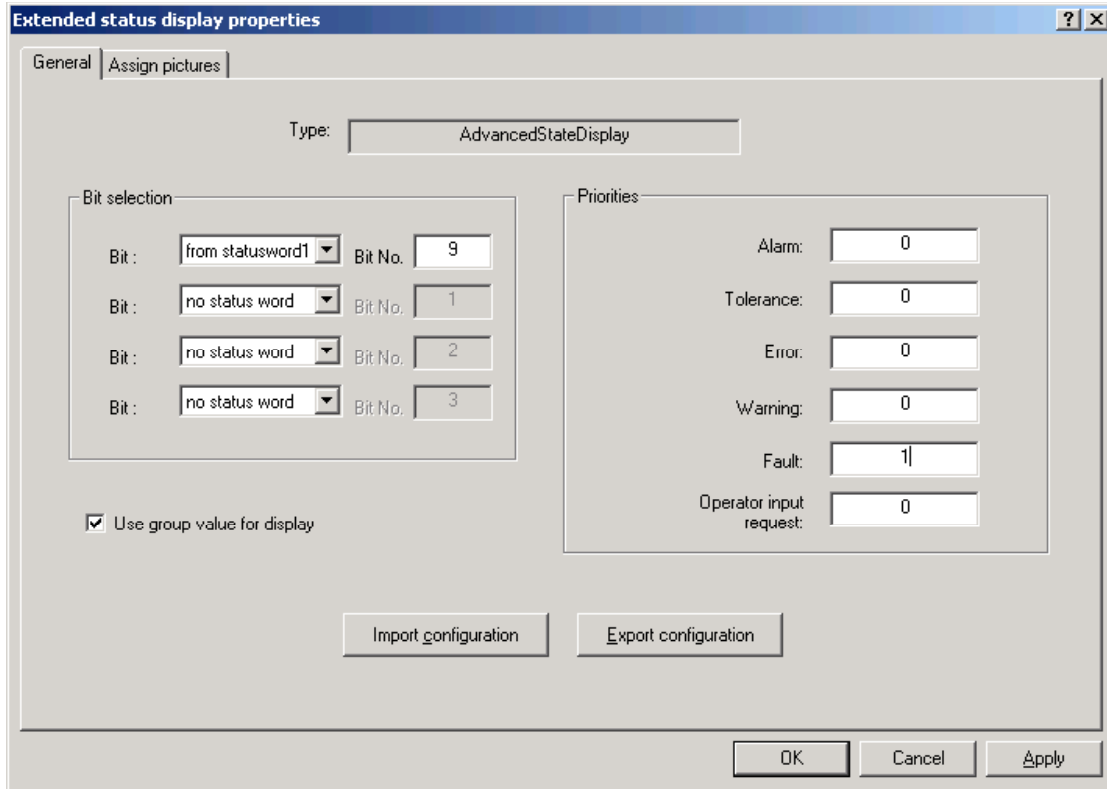 Extended status display properties
General Assign pictures
Type: AdvancedStateDisplay
Bit selection
Bit : from statusword1 Bit No. 9
Bit : no status word Bit No. 1
Bit : no status word Bit No. 2
Bit : no status word Bit No. 3
Use group value for display
Priorities
Alarm: 0
Tolerance: 0
Error: 0
Warning: 0
Fault: 1
Operator input
request: 0
Import configuration Export configuration
OK Cancel Apply